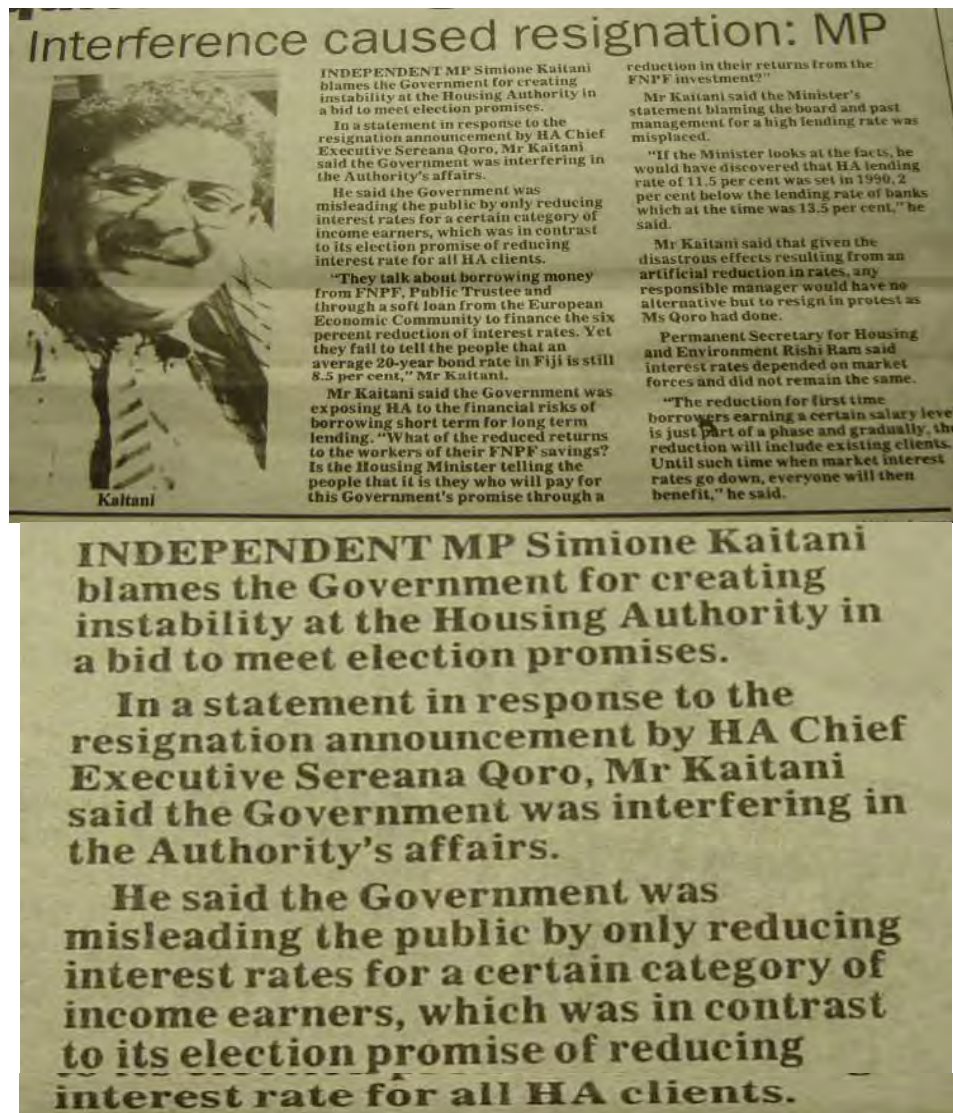 Interference caused resignation: MP
INDEPENDENT MP Simione Kaitani
blames the Government for creating
instability at the Housing Authority in
a bid to meet election promises.
In a statement in response to the
resignation announcement by HA Chief
Executive Sereana Qoro, Mr Kaitani
said the Government was interfering in
the Authority's affairs.
He said the Government was
misleading the public by only reducing
interest rates for a certain category of
income earners, which was in contrast
to its election promise of reducing
interest rate for all HA clients.
"They talk about borrowing money
from FNPF, Public Trustee and
through a soft loan from the European
Economic Community to finance the six
percent reduction of interest rates. Yet
they fail to tell the people that an
average 20-year bond rate in Fiji is still
8.5 per cent," Mr Kaitani.
Mr Kaitani said the Government was
exposing HA to the financial risks of
borrowing short term for long term
lending. "What of the reduced returns
to the workers of their FNPF savings?
Is the Housing Minister telling the
people that it is they who will pay for
this Government's promise through a
reduction in their returns from the
FNPF investment?"
Mr Kaitani said the Minister's
statement blaming the board and past
management for a high lending rate was
misplaced.
"If the Minister looks at the facts, he
would have discovered that HA lending
rate of 11.5 per cent was set in 1990, 2
per cent below the lending rate of banks
which at the time was 13.5 per cent," he
said.
Mr Kaitani said that given the
disastrous effects resulting from an
artificial reduction in rates, any
responsible manager would have no
alternative but to resign in protest as
Ms Qoro had done.
Permanent Secretary for Housing
and Environment Rishi Ram said
interest rates depended on market
forces and did not remain the same.
"The reduction for first time
borrowers earning a certain salary leve
is just part of a phase and gradually, the
reduction will include existing clients.
Until such time when market interest
rates go down, everyone will then
benefit," he said.
Kaitani
INDEPENDENT MP Simione Kaitani
blames the Government for creating
instability at the Housing Authority in
a bid to meet election promises.
In a statement in response to the
resignation announcement by HA Chief
Executive Sereana Qoro, Mr Kaitani
said the Government was interfering in
the Authority's affairs.
He said the Government was
misleading the public by only reducing
interest rates for a certain category of
income earners, which was in contrast
to its election promise of reducing
interest rate for all HA clients.